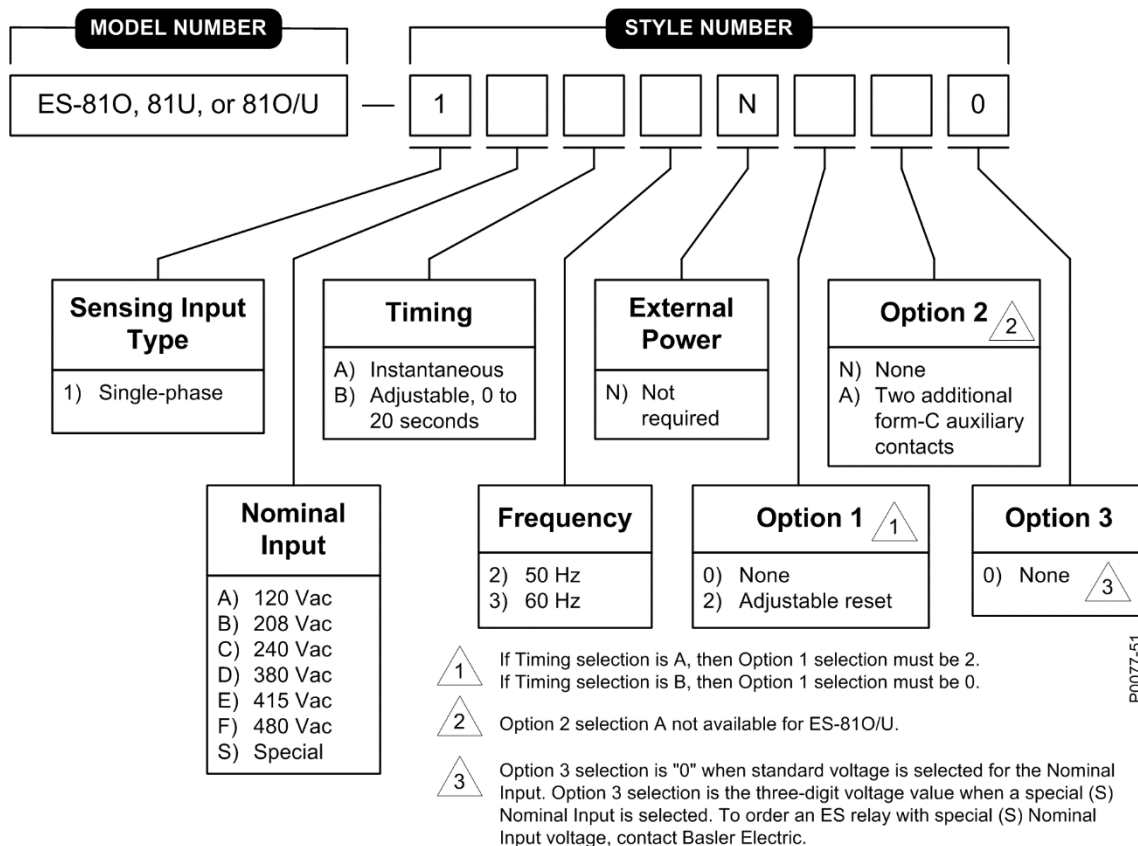 MODEL NUMBER
STYLE NUMBER
ES-81O, 81U, or 81O/U — 1 N 0
Sensing Input
Type
1) Single-phase
Timing
A) Instantaneous
B) Adjustable, 0 to
20 seconds
External
Power
N) Not
required
Option 2 2
N) None
A) Two additional
form-C auxiliary
contacts
Nominal
Input
A) 120 Vac
B) 208 Vac
C) 240 Vac
D) 380 Vac
E) 415 Vac
F) 480 Vac
S) Special
Frequency
2) 50 Hz
3) 60 Hz
Option 1 1
0) None
2) Adjustable reset
Option 3
0) None 3
1 If Timing selection is A, then Option 1 selection must be 2.
If Timing selection is B, then Option 1 selection must be 0.
2 Option 2 selection A not available for ES-81O/U.
3 Option 3 selection is "0" when standard voltage is selected for the Nominal
Input. Option 3 selection is the three-digit voltage value when a special (S)
Nominal Input is selected. To order an ES relay with special (S) Nominal
Input voltage, contact Basler Electric.
P0077-51